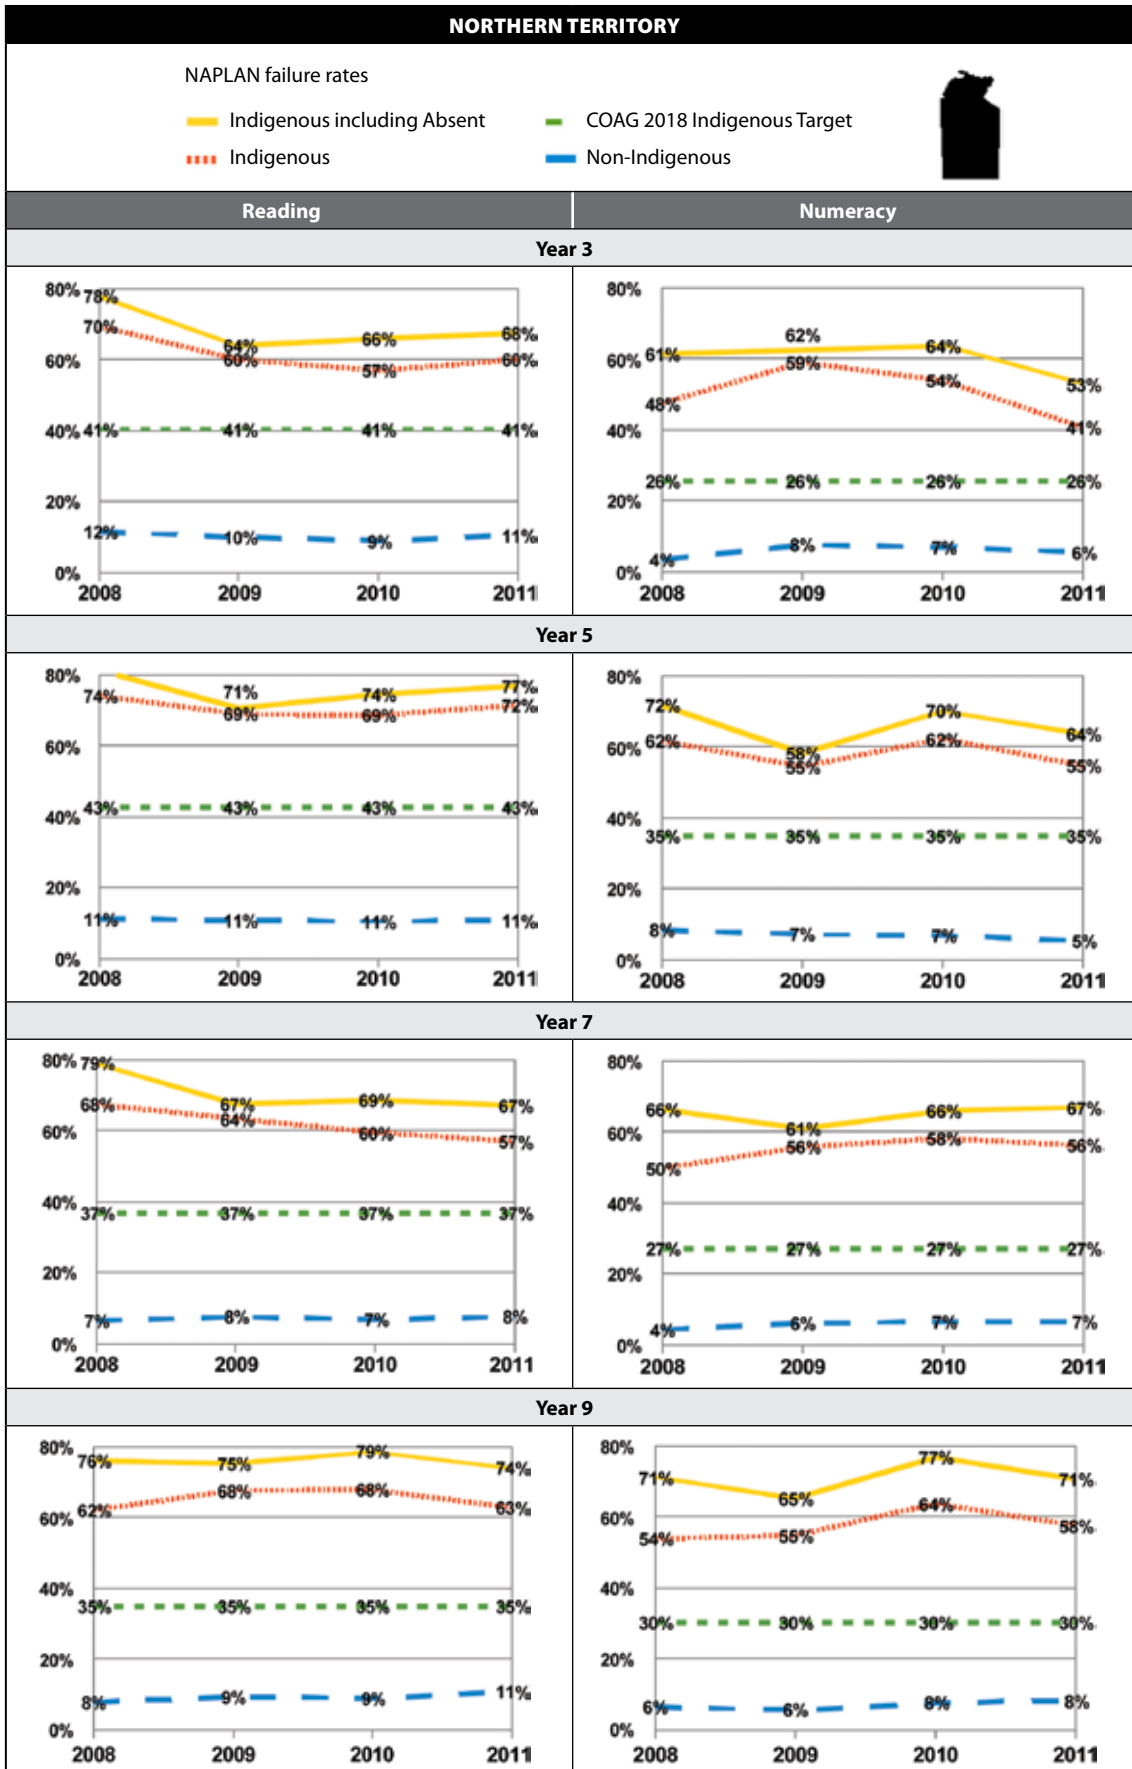 NORTHERN TERRITORY
NAPLAN failure rates
Indigenous including Absent
COAG 2018 Indigenous Target
Indigenous
Non-Indigenous
Reading
Numeracy
Year 3
80%
60%
40%
20%
0%
78% 64% 66% 68%
70% 60% 57% 60%
41% 41% 41% 41%
12% 10% 9% 11%
2008 2009 2010 2011
80%
60%
40%
20%
0%
61% 62% 64% 53%
48% 59% 54% 41%
26% 26% 26% 26%
4% 8% 7% 6%
2008 2009 2010 2011
Year 5
80%
60%
40%
20%
0%
71% 74% 77%
74% 69% 69% 72%
43% 43% 43% 43%
11% 11% 11% 11%
2008 2009 2010 2011
80%
60%
40%
20%
0%
72% 58% 70% 64%
62% 55% 62% 55%
35% 35% 35% 35%
8% 7% 7% 5%
2008 2009 2010 2011
Year 7
80%
60%
40%
20%
0%
79% 67% 69% 67%
68% 64% 60% 57%
37% 37% 37% 37%
7% 8% 7% 8%
2008 2009 2010 2011
80%
60%
40%
20%
0%
66% 61% 66% 67%
50% 56% 58% 56%
27% 27% 27% 27%
4% 6% 7% 7%
2008 2009 2010 2011
Year 9
80%
60%
40%
20%
0%
76% 75% 79% 74%
62% 68% 68% 63%
35% 35% 35% 35%
8% 9% 9% 11%
2008 2009 2010 2011
80%
60%
40%
20%
0%
71% 65% 77% 71%
54% 55% 64% 58%
30% 30% 30% 30%
6% 6% 8% 8%
2008 2009 2010 2011